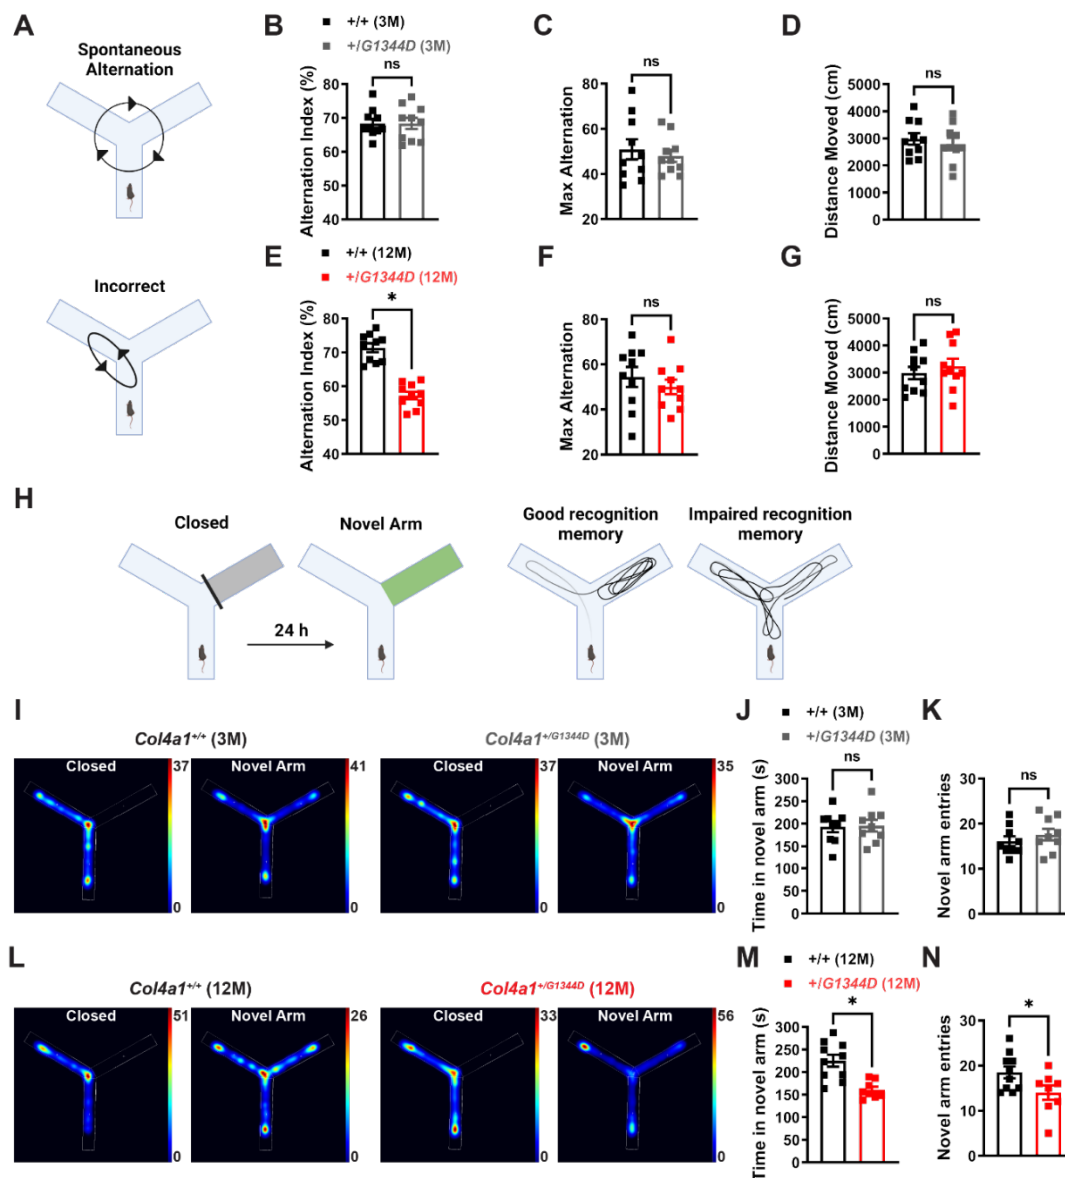 A
Spontaneous
Alternation
Incorrect
B
+/+ (3M)
+/G1344D (3M)
ns
Alternation Index (%)
80
70
60
50
40
C
ns
Max Alternation
80
60
40
20
D
ns
Distance Moved (cm)
5000
4000
3000
2000
1000
0
E
+/+ (12M)
+/G1344D (12M)
*
Alternation Index (%)
80
70
60
50
40
F
ns
Max Alternation
80
60
40
20
G
ns
Distance Moved (cm)
5000
4000
3000
2000
1000
0
H
Closed
24 h
Novel Arm
Good recognition
memory
Impaired recognition
memory
I
Col4a1+/+ (3M)
Closed
37
0
Novel Arm
41
0
Col4a1+/G1344D (3M)
Closed
37
0
Novel Arm
35
0
J
+/+ (3M)
+/G1344D (3M)
ns
Time in novel arm (s)
300
250
200
150
100
50
0
K
ns
Novel arm entries
30
20
10
0
L
Col4a1+/+ (12M)
Closed
51
0
Novel Arm
26
0
Col4a1+/G1344D (12M)
Closed
33
0
Novel Arm
56
0
M
+/+ (12M)
+/G1344D (12M)
*
Time in novel arm (s)
300
250
200
150
100
50
0
N
*
Novel arm entries
30
20
10
0